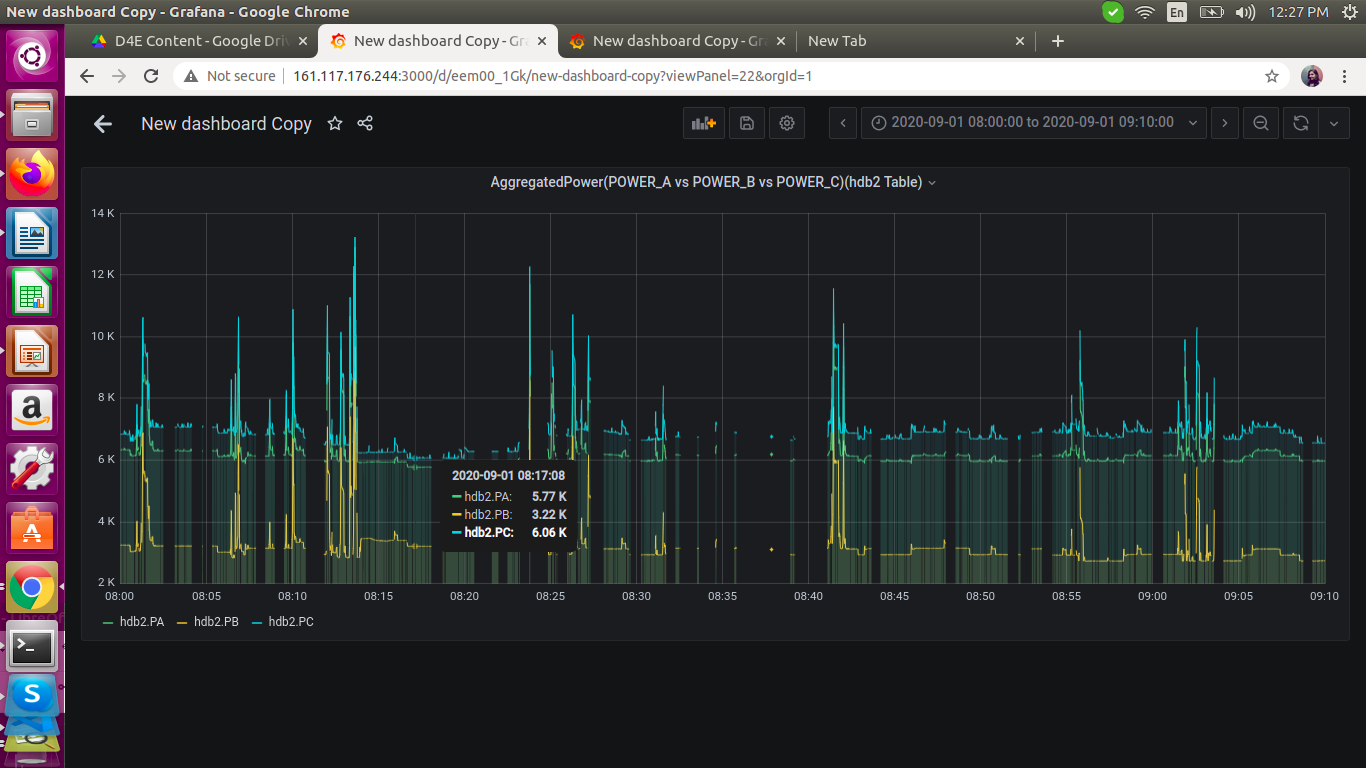 New dashboard Copy - Grafana - Google Chrome
En
12:27 PM
D4E Content - Google Driv
New dashboard Copy - Gra
New dashboard Copy - Gra
New Tab
Not secure
161.117.176.244:3000/d/eem00_1Gk/new-dashboard-copy?viewPanel=22&orgId=1
New dashboard Copy
2020-09-01 08:00:00 to 2020-09-01 09:10:00
AggregatedPower(POWER_A vs POWER_B vs POWER_C)(hdb2 Table)
14 K
12 K
10 K
8 K
6 K
4 K
2 K
2020-09-01 08:17:08
hdb2.PA: 5.77 K
hdb2.PB: 3.22 K
hdb2.PC: 6.06 K
08:00 08:05 08:10 08:15 08:20 08:25 08:30 08:35 08:40 08:45 08:50 08:55 09:00 09:05 09:10
hdb2.PA hdb2.PB hdb2.PC